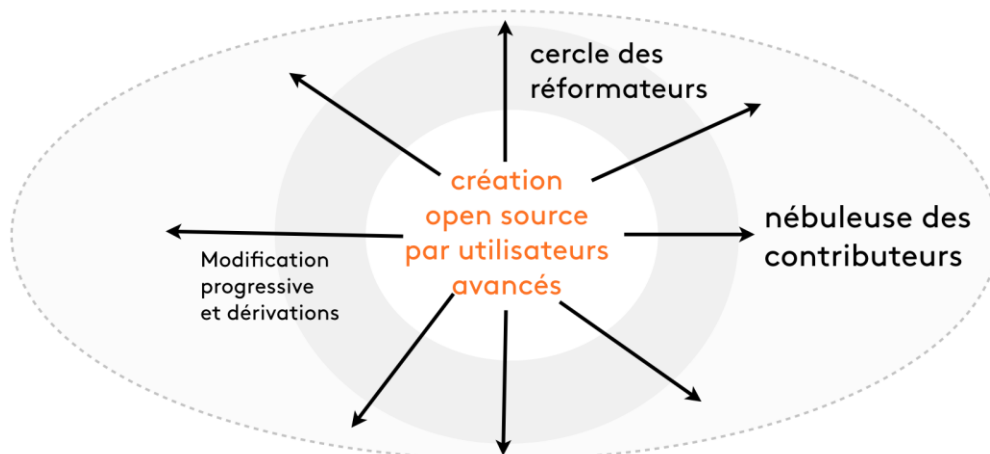 cercle des
réformateurs
création
open source
par utilisateurs
avancés
nébuleuse des
contributeurs
Modification
progressive
et dérivations